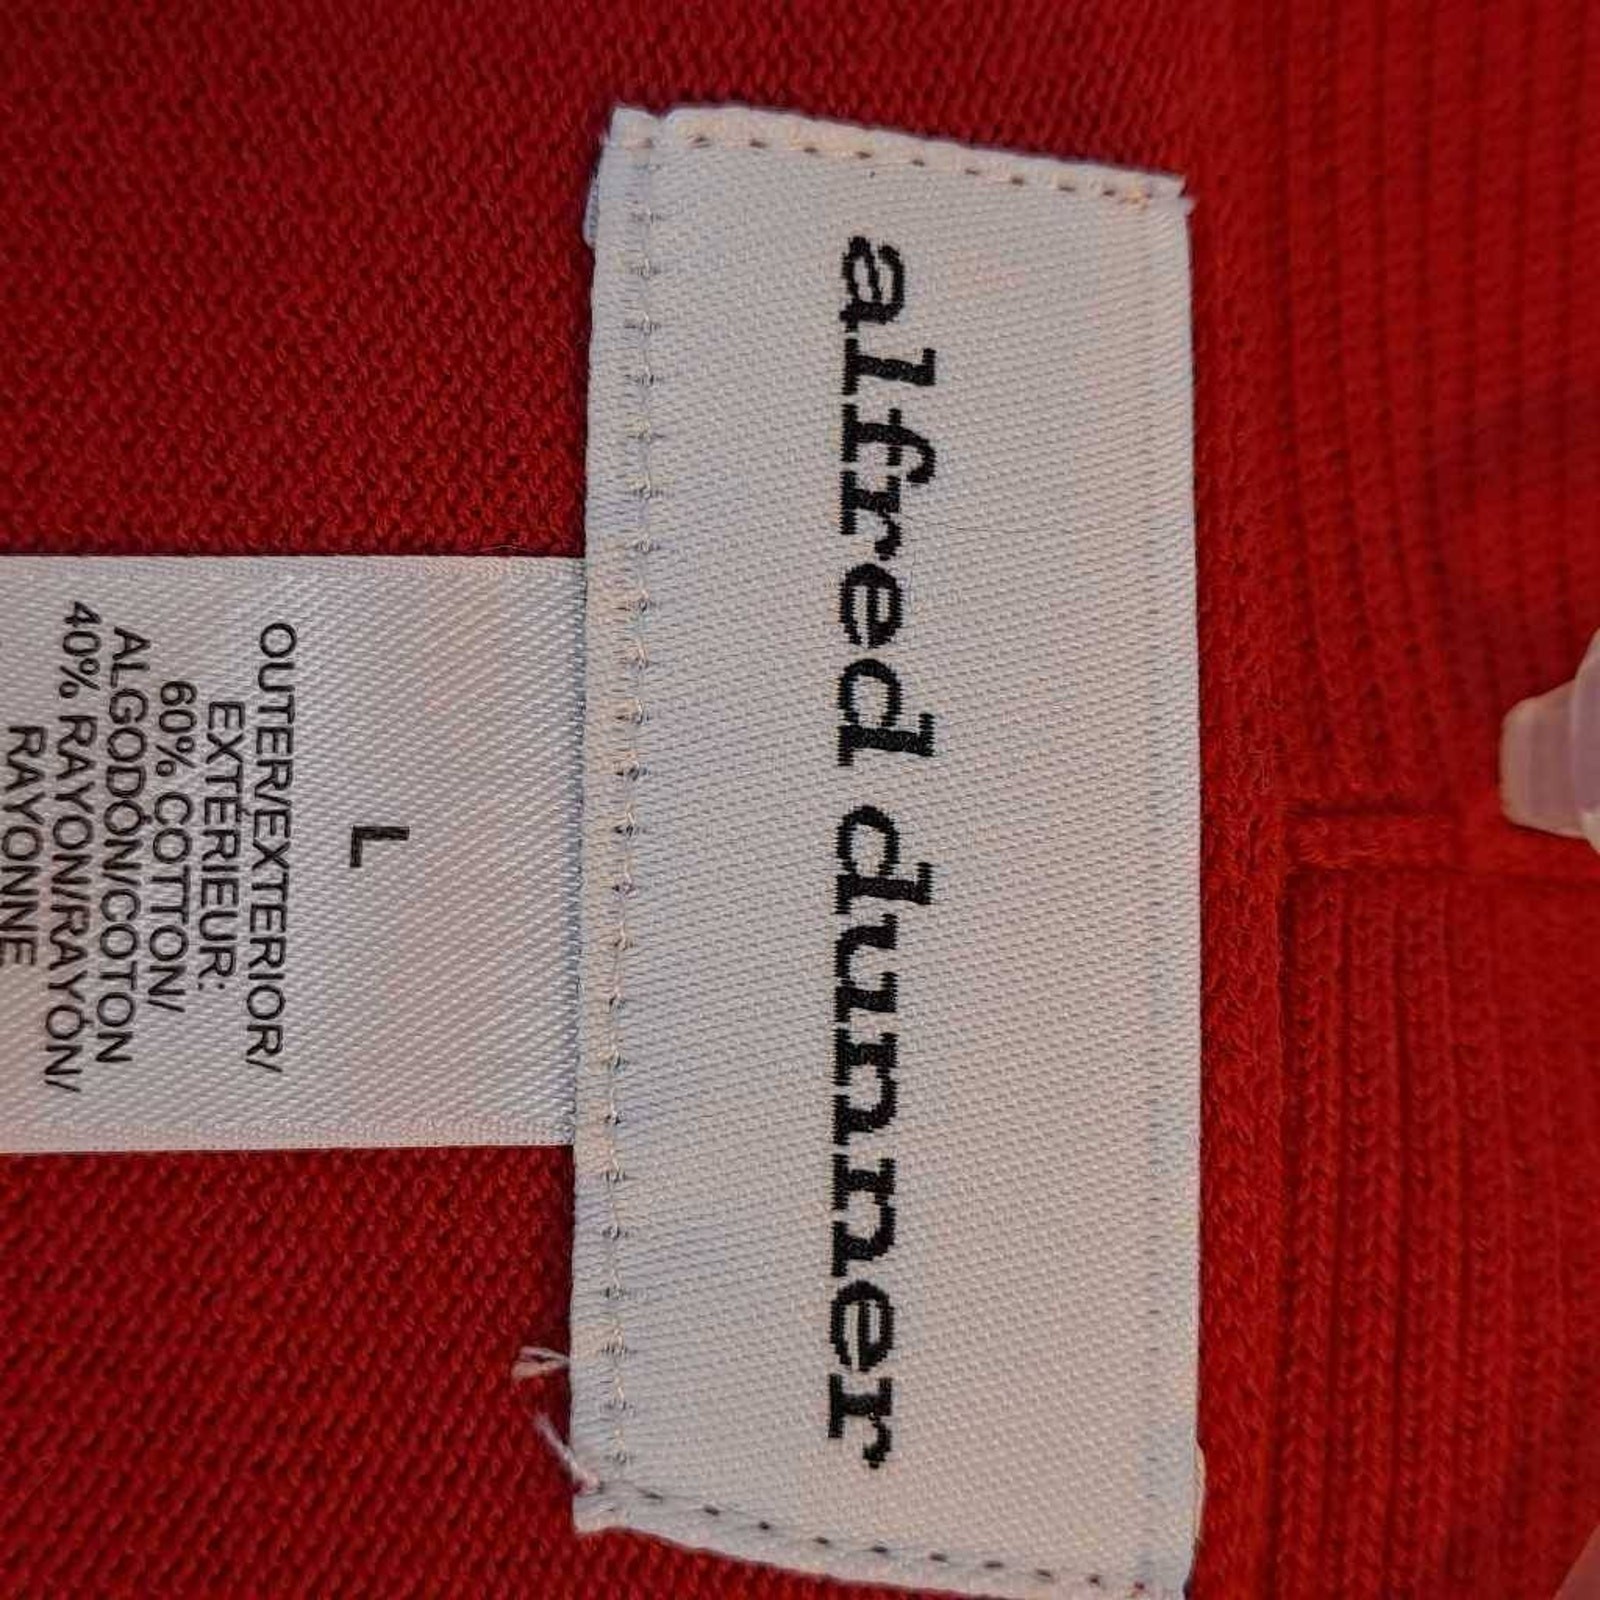 alfred dunner
L
OUTER/EXTERIOR/
EXTÉRIEUR:
60% COTTON/
ALGODÓN/COTON
40% RAYON/RAYÓN/
RAYONNE